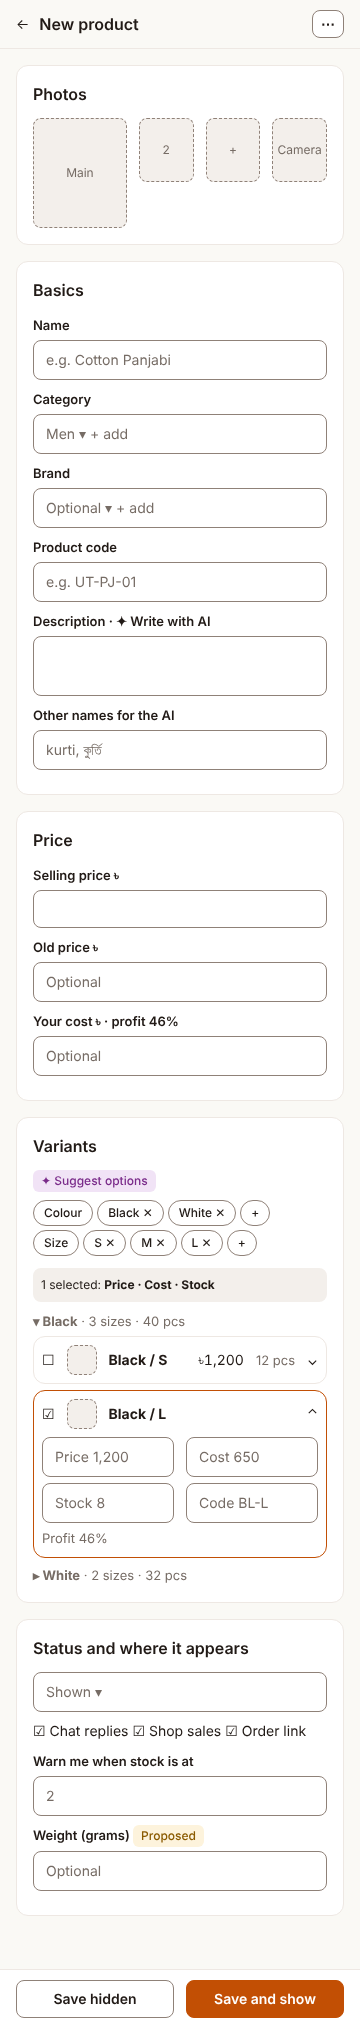 ← New product ⋯
Photos
Main
2
+
Camera
Basics
Name
e.g. Cotton Panjabi
Category
Men ▾ + add
Brand
Optional ▾ + add
Product code
e.g. UT-PJ-01
Description · ✦ Write with AI
Other names for the AI
kurti, কুর্তি
Price
Selling price ৳
Old price ৳
Optional
Your cost ৳ · profit 46%
Optional
Variants
✦ Suggest options
Colour Black ✕ White ✕ +
Size S ✕ M ✕ L ✕ +
1 selected: Price · Cost · Stock
▾ Black · 3 sizes · 40 pcs
☐ Black / S ৳1,200 12 pcs
☑ Black / L
Price 1,200 Cost 650
Stock 8 Code BL-L
Profit 46%
▸ White · 2 sizes · 32 pcs
Status and where it appears
Shown ▾
☑ Chat replies ☑ Shop sales ☑ Order link
Warn me when stock is at
2
Weight (grams) Proposed
Optional
Save hidden Save and show